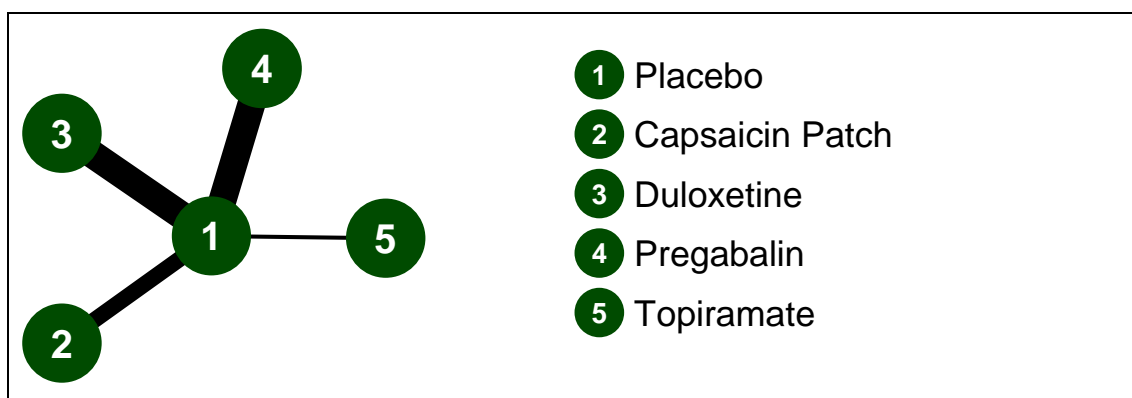 4
3
1
5
2
1 Placebo
2 Capsaicin Patch
3 Duloxetine
4 Pregabalin
5 Topiramate